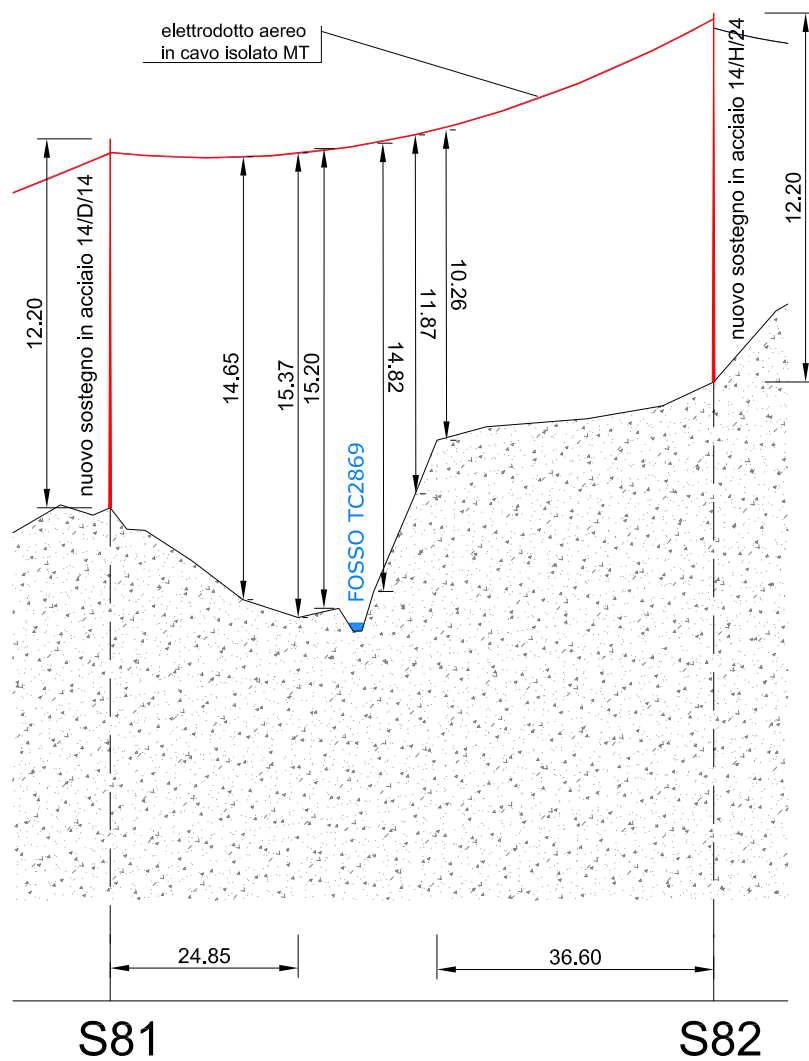 elettrodotto aereo
in cavo isolato MT
12.20
nuovo sostegno in acciaio 14/D/14
14.65
15.37
15.20
14.82
11.87
10.26
nuovo sostegno in acciaio 14/H/24
12.20
FOSSO TC2869
24.85
36.60
S81
S82